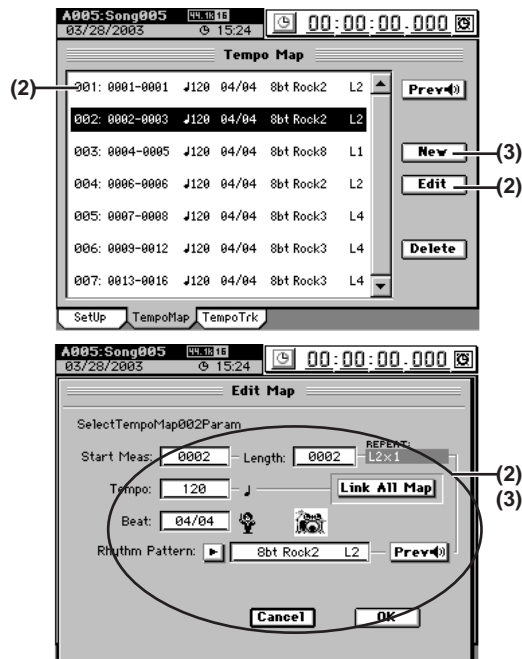 A005:Song005 44.1k 16
03/28/2003 15:24 00:00:00.000
Tempo Map
(2)
001: 0001-0001 ♩120 04/04 8bt Rock2 L2
Prev
002: 0002-0003 ♩120 04/04 8bt Rock2 L2
003: 0004-0005 ♩120 04/04 8bt Rock8 L1
New (3)
004: 0006-0006 ♩120 04/04 8bt Rock2 L2
Edit (2)
005: 0007-0008 ♩120 04/04 8bt Rock3 L4
006: 0009-0012 ♩120 04/04 8bt Rock3 L4
Delete
007: 0013-0016 ♩120 04/04 8bt Rock3 L4
SetUp TempoMap TempoTrk
A005:Song005 44.1k 16
03/28/2003 15:24 00:00:00.000
Edit Map
SelectTempoMap002Param
REPEAT:
Start Meas: 0002 Length: 0002 L2×1
(2)
(3)
Tempo: 120 ♩ Link All Map
Beat: 04/04
Rhythm Pattern: 8bt Rock2 L2 Prev
Cancel OK